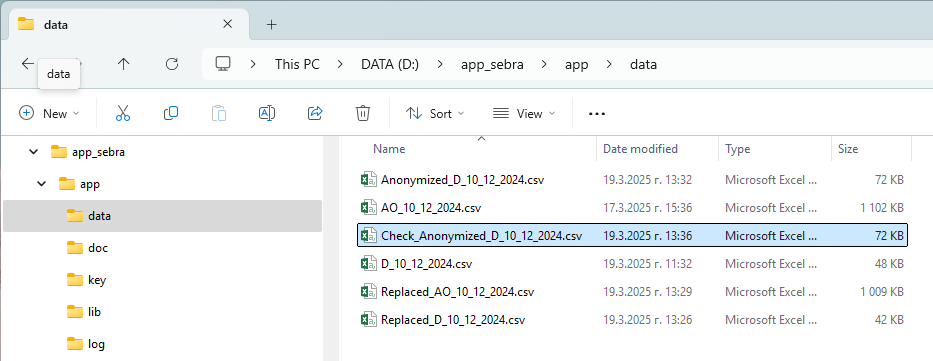 data
This PC > DATA (D:) > app_sebra > app > data
data
New Sort View
Name Date modified Type Size
app_sebra
app
data
doc
key
lib
log
Anonymized_D_10_12_2024.csv 19.3.2025 г. 13:32 Microsoft Excel ... 72 KB
AO_10_12_2024.csv 17.3.2025 г. 15:36 Microsoft Excel ... 1 102 KB
Check_Anonymized_D_10_12_2024.csv 19.3.2025 г. 13:36 Microsoft Excel ... 72 KB
D_10_12_2024.csv 19.3.2025 г. 11:32 Microsoft Excel ... 48 KB
Replaced_AO_10_12_2024.csv 19.3.2025 г. 13:29 Microsoft Excel ... 1 009 KB
Replaced_D_10_12_2024.csv 19.3.2025 г. 13:26 Microsoft Excel ... 42 KB